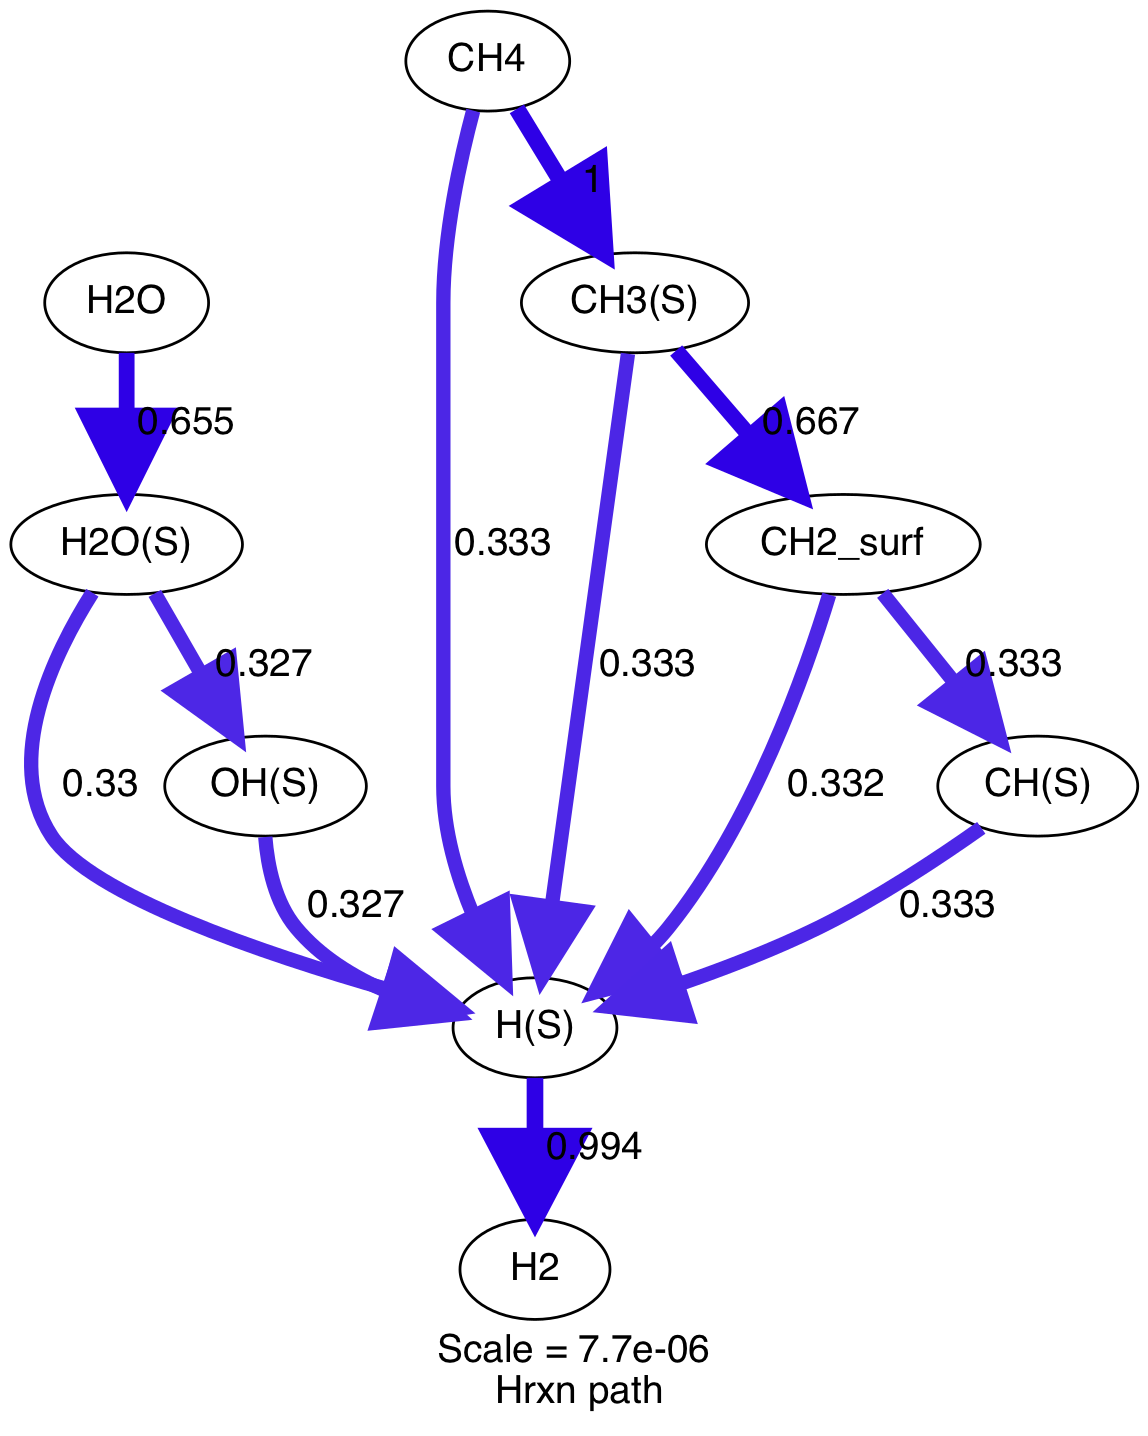 CH4
1
H2O
CH3(S)
0.655
0.667
H2O(S)
0.333
CH2_surf
0.327
0.333
0.333
0.33
OH(S)
0.332
CH(S)
0.327
0.333
H(S)
0.994
H2
Scale = 7.7e-06
Hrxn path